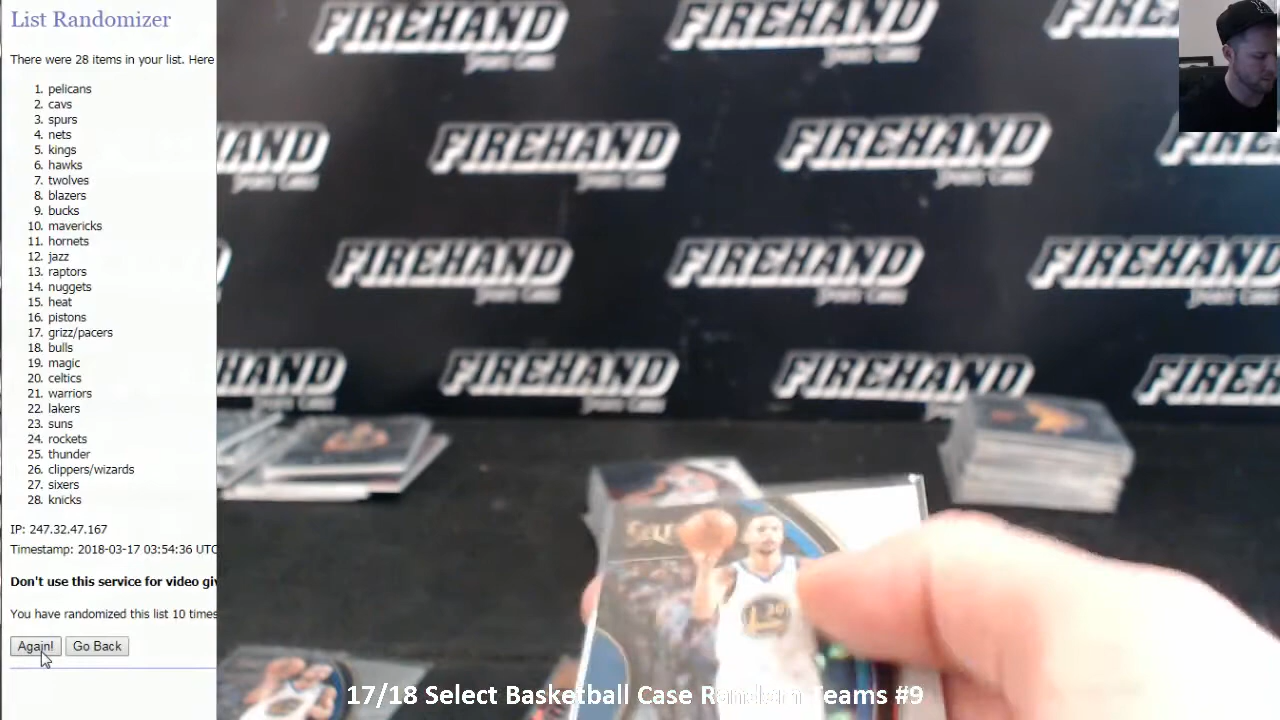 List Randomizer
There were 28 items in your list. Here
1. pelicans
2. cavs
3. spurs
4. nets
5. kings
6. hawks
7. twolves
8. blazers
9. bucks
10. mavericks
11. hornets
12. jazz
13. raptors
14. nuggets
15. heat
16. pistons
17. grizz/pacers
18. bulls
19. magic
20. celtics
21. warriors
22. lakers
23. suns
24. rockets
25. thunder
26. clippers/wizards
27. sixers
28. knicks
IP: 247.32.47.167
Timestamp: 2018-03-17 03:54:36 UTC
Don't use this service for video giv
You have randomized this list 10 times
Again! Go Back
FIREHAND FIREHAND FIREHAND
FIREHAND FIREHAND FIREHAND
FIREHAND FIREHAND FIREHAND
FIREHAND FIREHAND FIREHAND
SELECT
30
17/18 Select Basketball Case Random Teams #9